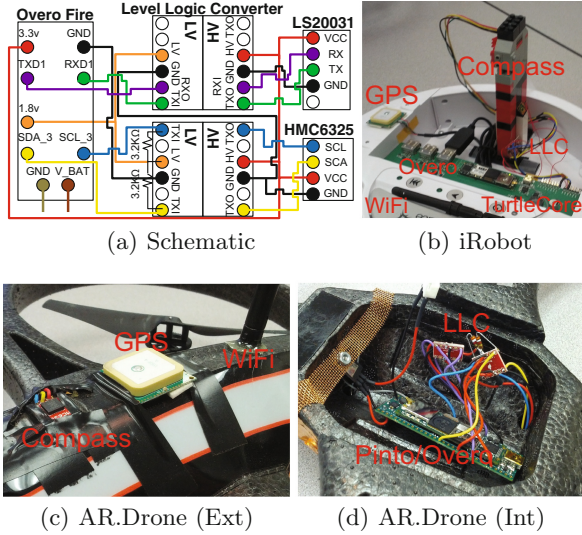 Overo Fire
Level Logic Converter
LS20031
3.3v
GND
TXD1
RXD1
1.8v
SDA_3
SCL_3
GND
V_BAT
LV
HV
LV
GND
RXO
TXI
TXO
HV
GND
RXI
TXO
VCC
RX
TX
GND
3.2KΩ
3.2KΩ
LV
HV
TXI
LV
GND
TXI
TXO
HV
GND
TXO
HMC6325
SCL
SCA
VCC
GND
(a) Schematic
Compass
GPS
LLC
Overo
WiFi
TurtleCore
(b) iRobot
GPS
WiFi
Compass
(c) AR.Drone (Ext)
LLC
Pinto/Overo
(d) AR.Drone (Int)